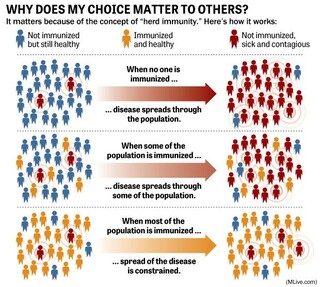 WHY DOES MY CHOICE MATTER TO OTHERS?
It matters because of the concept of “herd immunity.” Here’s how it works:
Not immunized
but still healthy
Immunized
and healthy
Not immunized,
sick and contagious
When no one is
immunized ...
... disease spreads through
the population.
When some of the
population is immunized ...
... disease spreads through
some of the population.
When most of the
population is immunized ...
... spread of the disease
is constrained.
(MLive.com)